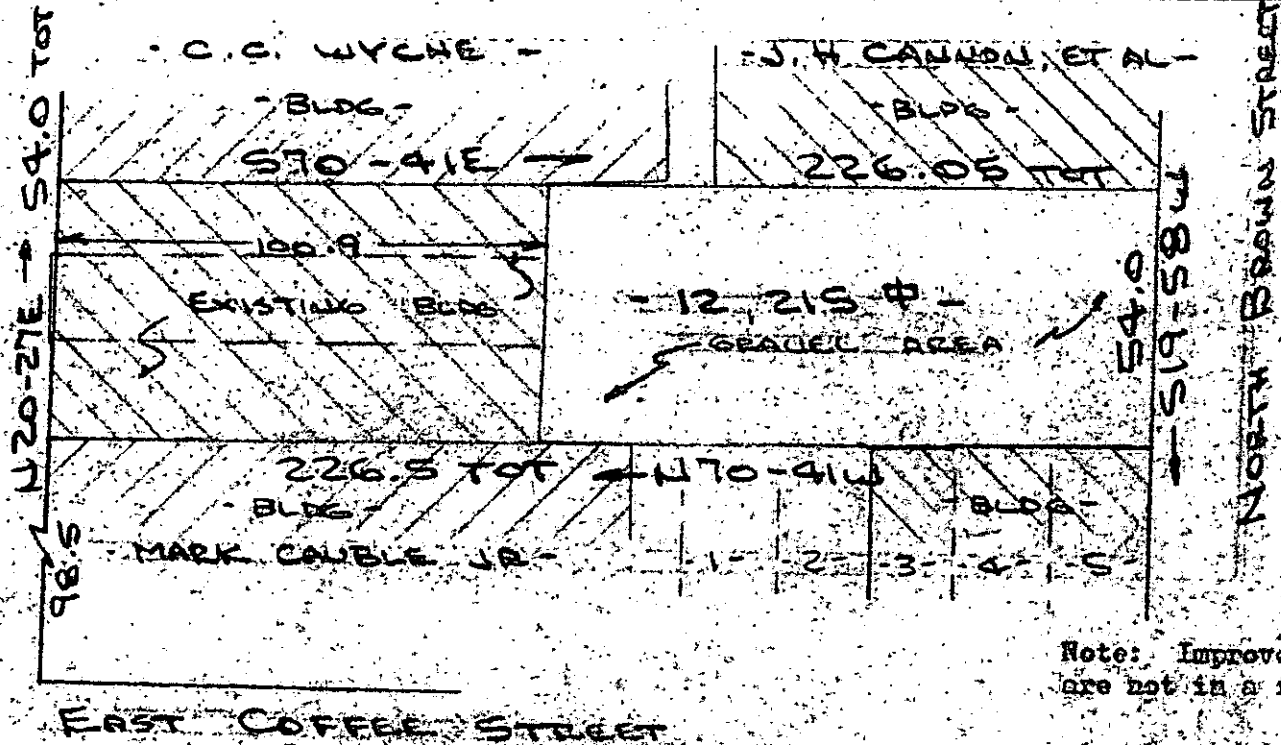 - C.C. WYCHE -
- J.H CANNON, ET AL -
- BLDG -
- BLDG -
S70-41E
226.05 TOT
N20-27E
54.0 TOT
100.9
EXISTING BLDG
- 12,215 ⏀ -
GRAVEL AREA
54.0
S19-58W
NORTH BROWN STREET
226.5 TOT
N70-41W
- BLDG -
- BLDG -
- MARK CAUBLE JR -
- 1 -
- 2 -
- 3 -
- 4 -
- 5 -
98.5
Note: Improve
are not in a
EAST COFFEE STREET